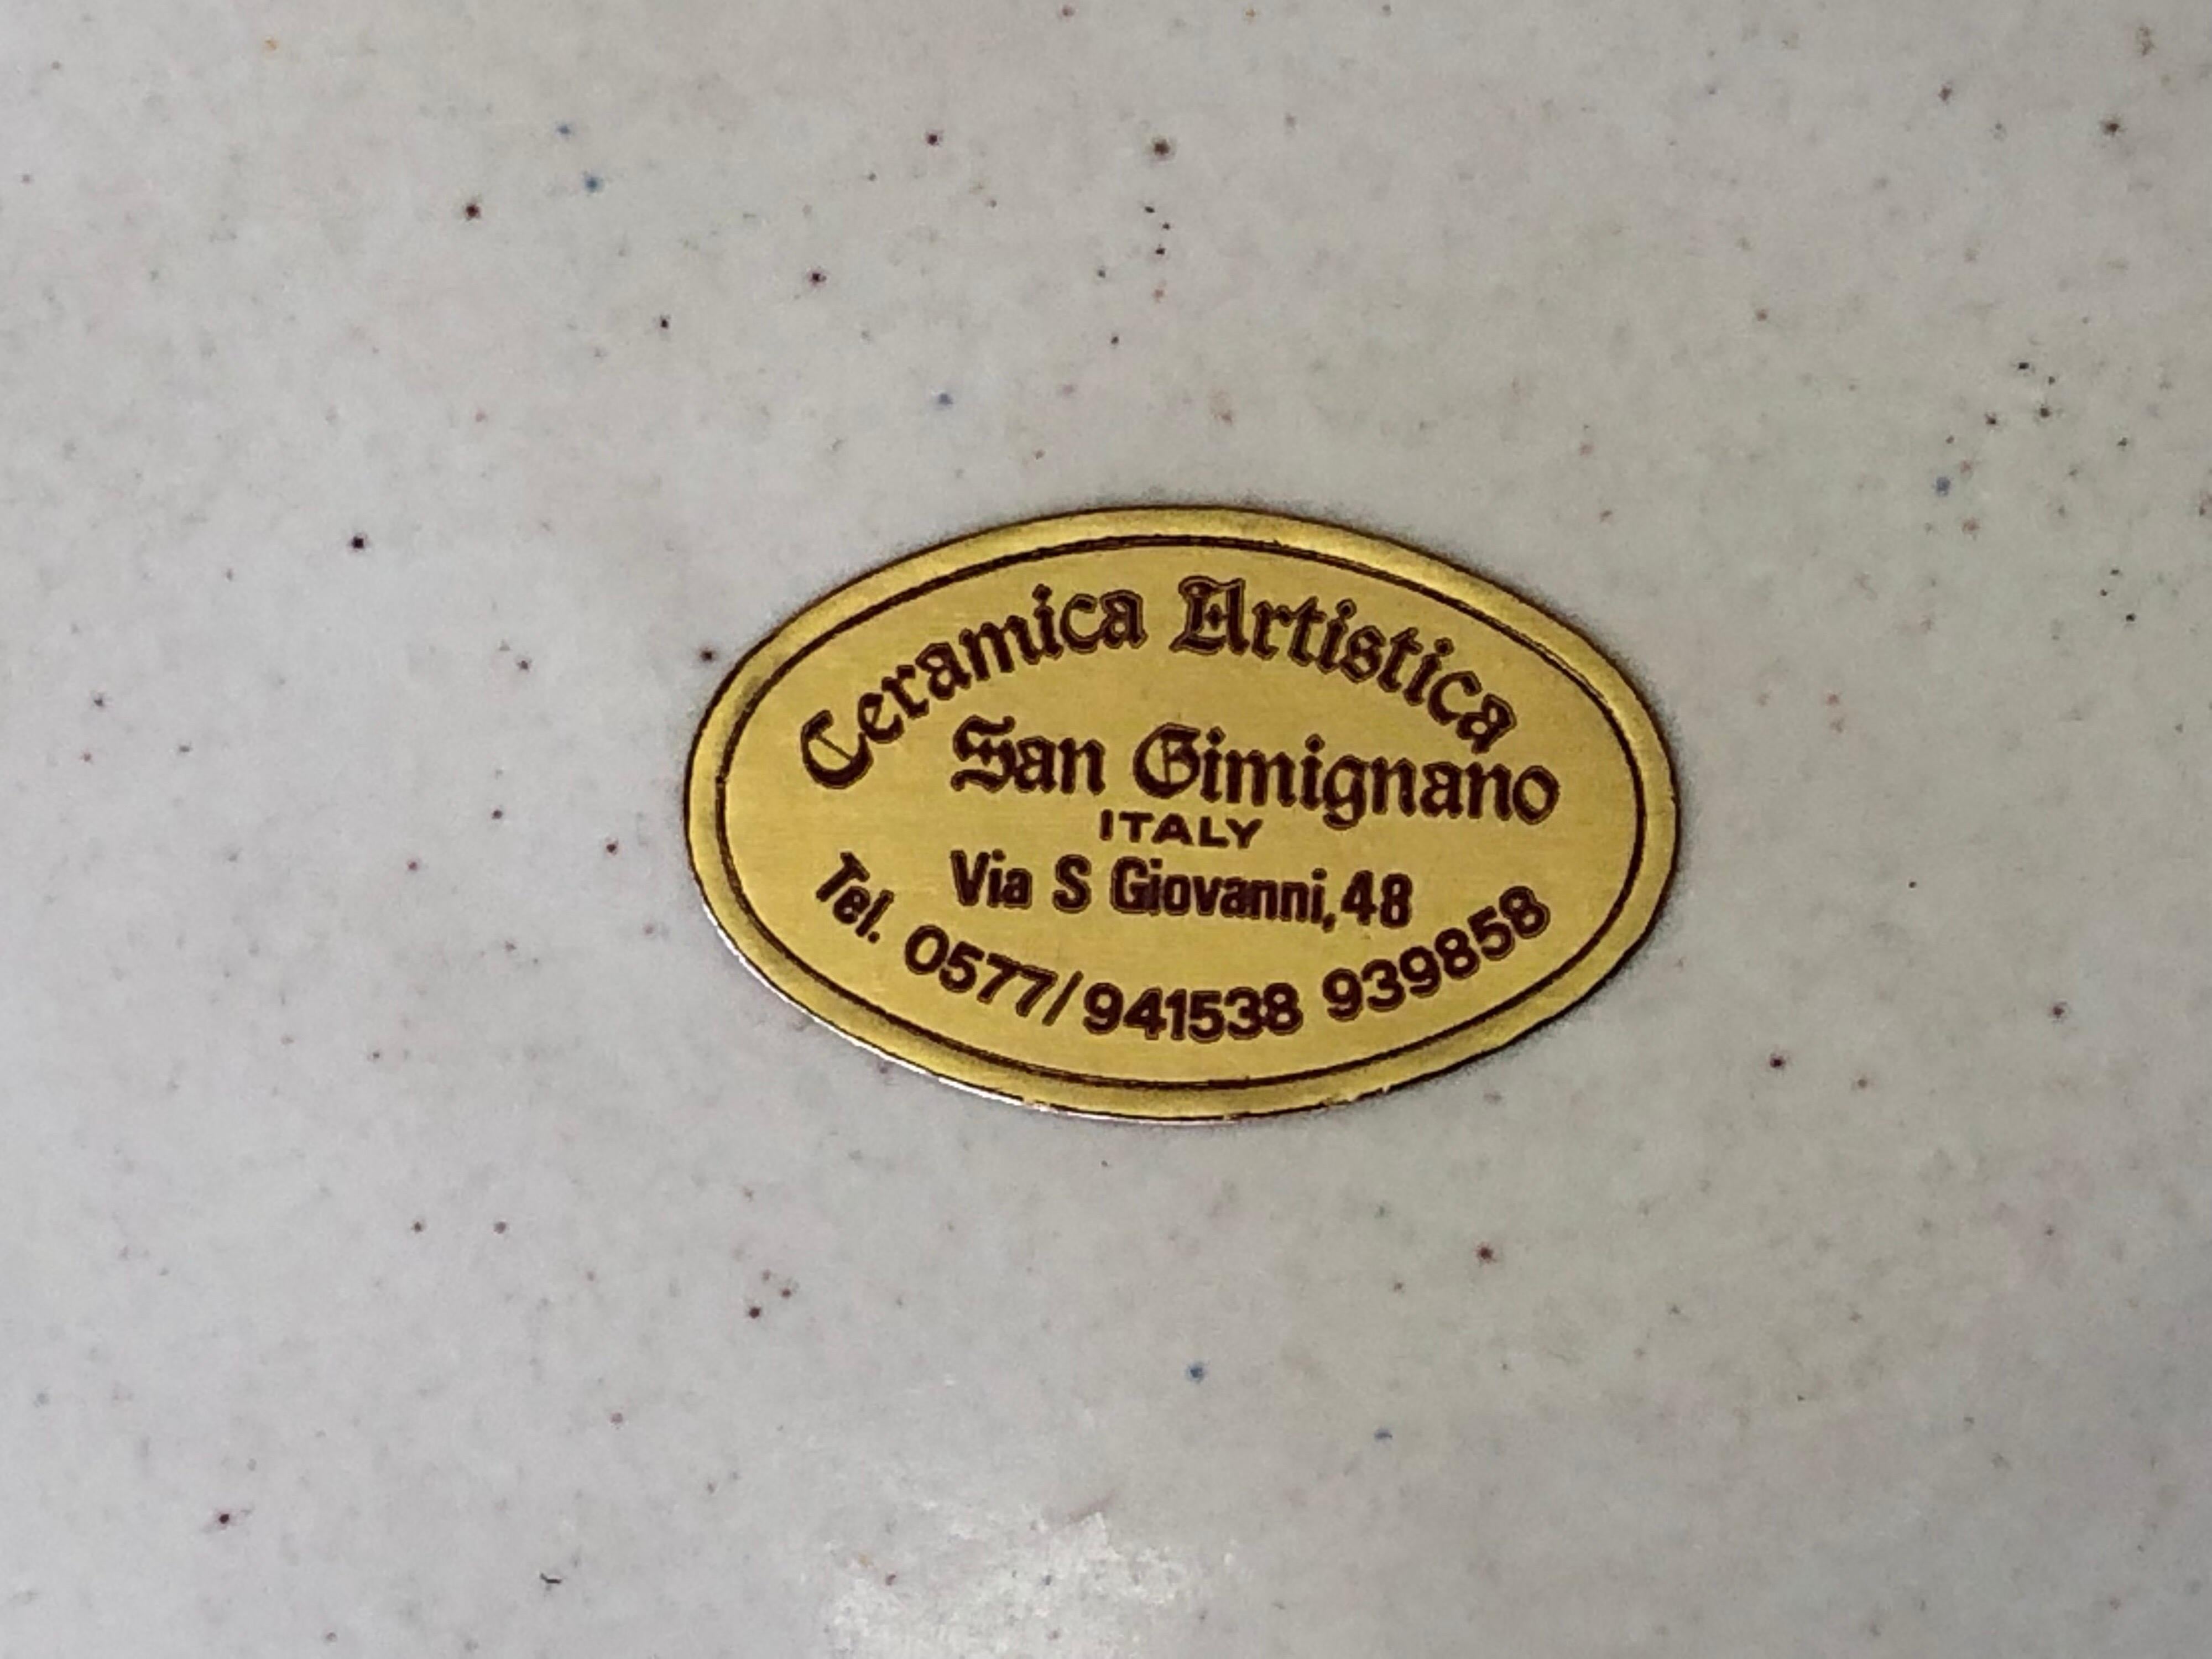 Ceramica Artistica
San Gimignano
ITALY
Via S Giovanni,48
Tel. 0577/941538 939858